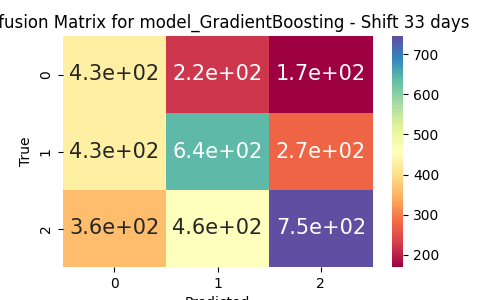 fusion Matrix for model_GradientBoosting - Shift 33 days
0 4.3e+02 2.2e+02 1.7e+02
1 4.3e+02 6.4e+02 2.7e+02
2 3.6e+02 4.6e+02 7.5e+02
True
0 1 2
Predicted
700
600
500
400
300
200